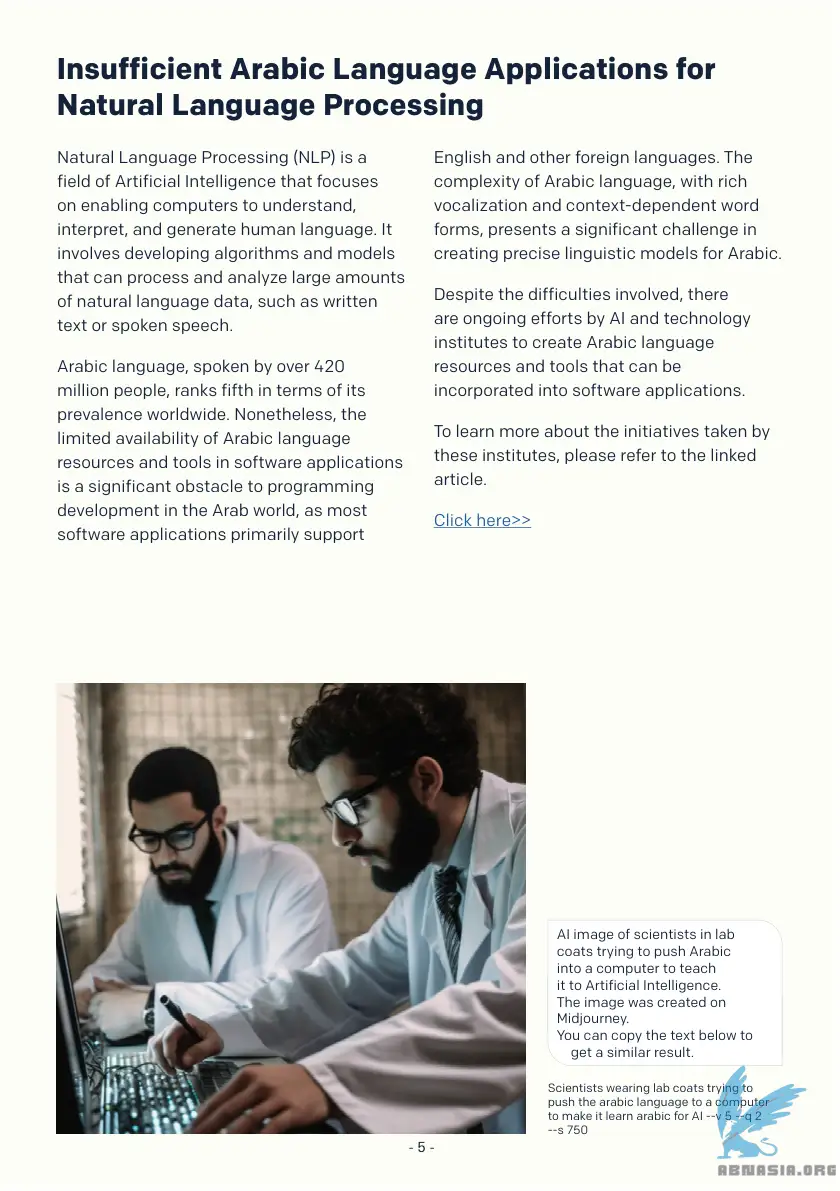 Insufficient Arabic Language Applications for
Natural Language Processing
Natural Language Processing (NLP) is a
field of Artificial Intelligence that focuses
on enabling computers to understand,
interpret, and generate human language. It
involves developing algorithms and models
that can process and analyze large amounts
of natural language data, such as written
text or spoken speech.
Arabic language, spoken by over 420
million people, ranks fifth in terms of its
prevalence worldwide. Nonetheless, the
limited availability of Arabic language
resources and tools in software applications
is a significant obstacle to programming
development in the Arab world, as most
software applications primarily support
English and other foreign languages. The
complexity of Arabic language, with rich
vocalization and context-dependent word
forms, presents a significant challenge in
creating precise linguistic models for Arabic.
Despite the difficulties involved, there
are ongoing efforts by AI and technology
institutes to create Arabic language
resources and tools that can be
incorporated into software applications.
To learn more about the initiatives taken by
these institutes, please refer to the linked
article.
Click here>>
AI image of scientists in lab
coats trying to push Arabic
into a computer to teach
it to Artificial Intelligence.
The image was created on
Midjourney.
You can copy the text below to
get a similar result.
Scientists wearing lab coats trying to
push the arabic language to a computer
to make it learn arabic for AI --v 5 --q 2
--s 750
- 5 -
ABNASIA.ORG